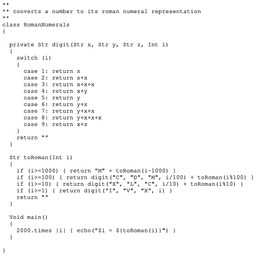 **
** converts a number to its roman numeral representation
**
class RomanNumerals
{
private Str digit(Str x, Str y, Str z, Int i)
{
switch (i)
{
case 1: return x
case 2: return x+x
case 3: return x+x+x
case 4: return x+y
case 5: return y
case 6: return y+x
case 7: return y+x+x
case 8: return y+x+x+x
case 9: return x+z
}
return ""
}
Str toRoman(Int i)
{
if (i>=1000) { return "M" + toRoman(i-1000) }
if (i>=100) { return digit("C", "D", "M", i/100) + toRoman(i%100) }
if (i>=10) { return digit("X", "L", "C", i/10) + toRoman(i%10) }
if (i>=1) { return digit("I", "V", "X", i) }
return ""
}
Void main()
{
2000.times |i| { echo("$i = ${toRoman(i)}") }
}
}